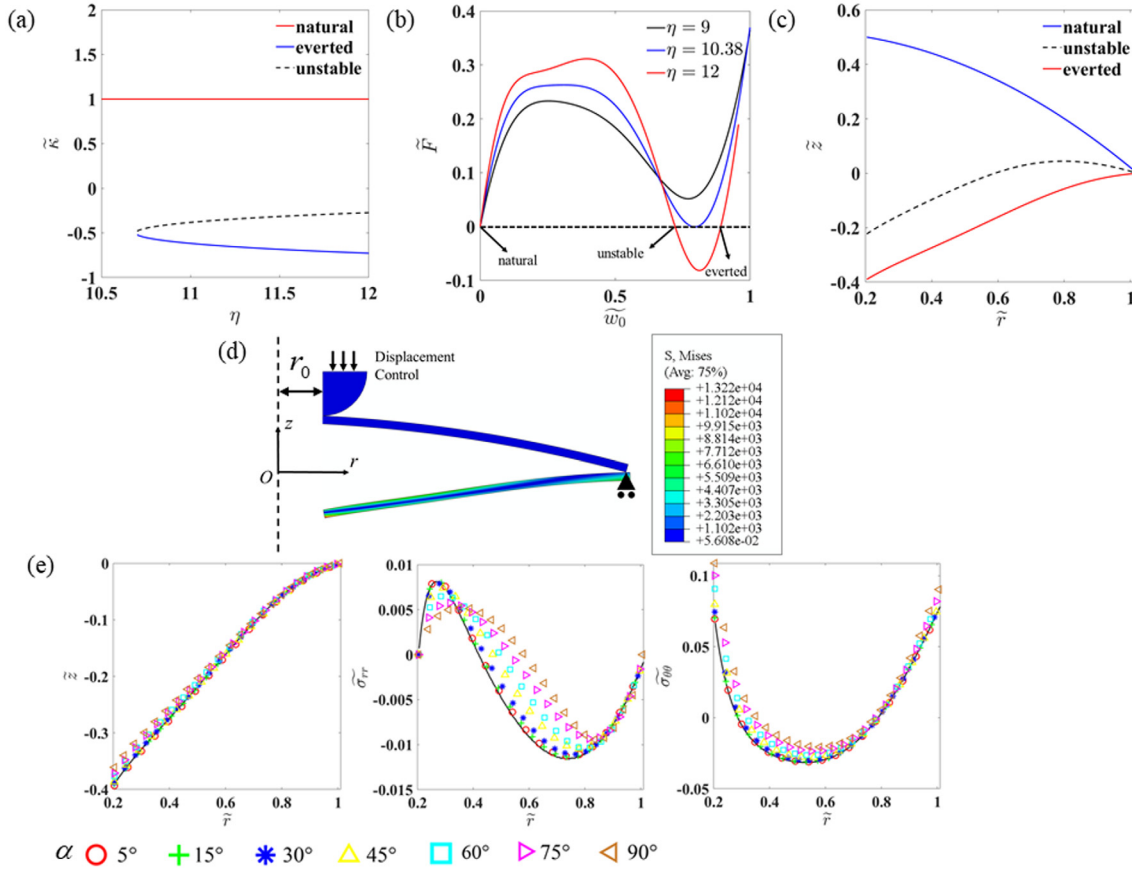 (a)
natural
everted
unstable
2
1.5
1
0.5
0
-0.5
-1
κ̃
10.5 11 11.5 12
η
(b)
η = 9
η = 10.38
η = 12
0.4
0.3
0.2
0.1
0
-0.1
F̃
natural
unstable
everted
0 0.5 1
w̃₀
(c)
natural
unstable
everted
0.6
0.4
0.2
0
-0.2
-0.4
z̃
0.2 0.4 0.6 0.8 1
r̃
(d)
r₀
Displacement
Control
z
O
r
S, Mises
(Avg: 75%)
+1.322e+04
+1.212e+04
+1.102e+04
+9.915e+03
+8.814e+03
+7.712e+03
+6.610e+03
+5.509e+03
+4.407e+03
+3.305e+03
+2.203e+03
+1.102e+03
+5.608e-02
(e)
0
-0.1
-0.2
-0.3
-0.4
z̃
0.2 0.4 0.6 0.8 1
r̃
0.010
0.005
0
-0.005
-0.010
-0.015
σ̃rr
0.2 0.4 0.6 0.8 1
r̃
0.1
0.05
0
-0.05
σ̃θθ
0.2 0.4 0.6 0.8 1
r̃
α 5° 15° 30° 45° 60° 75° 90°